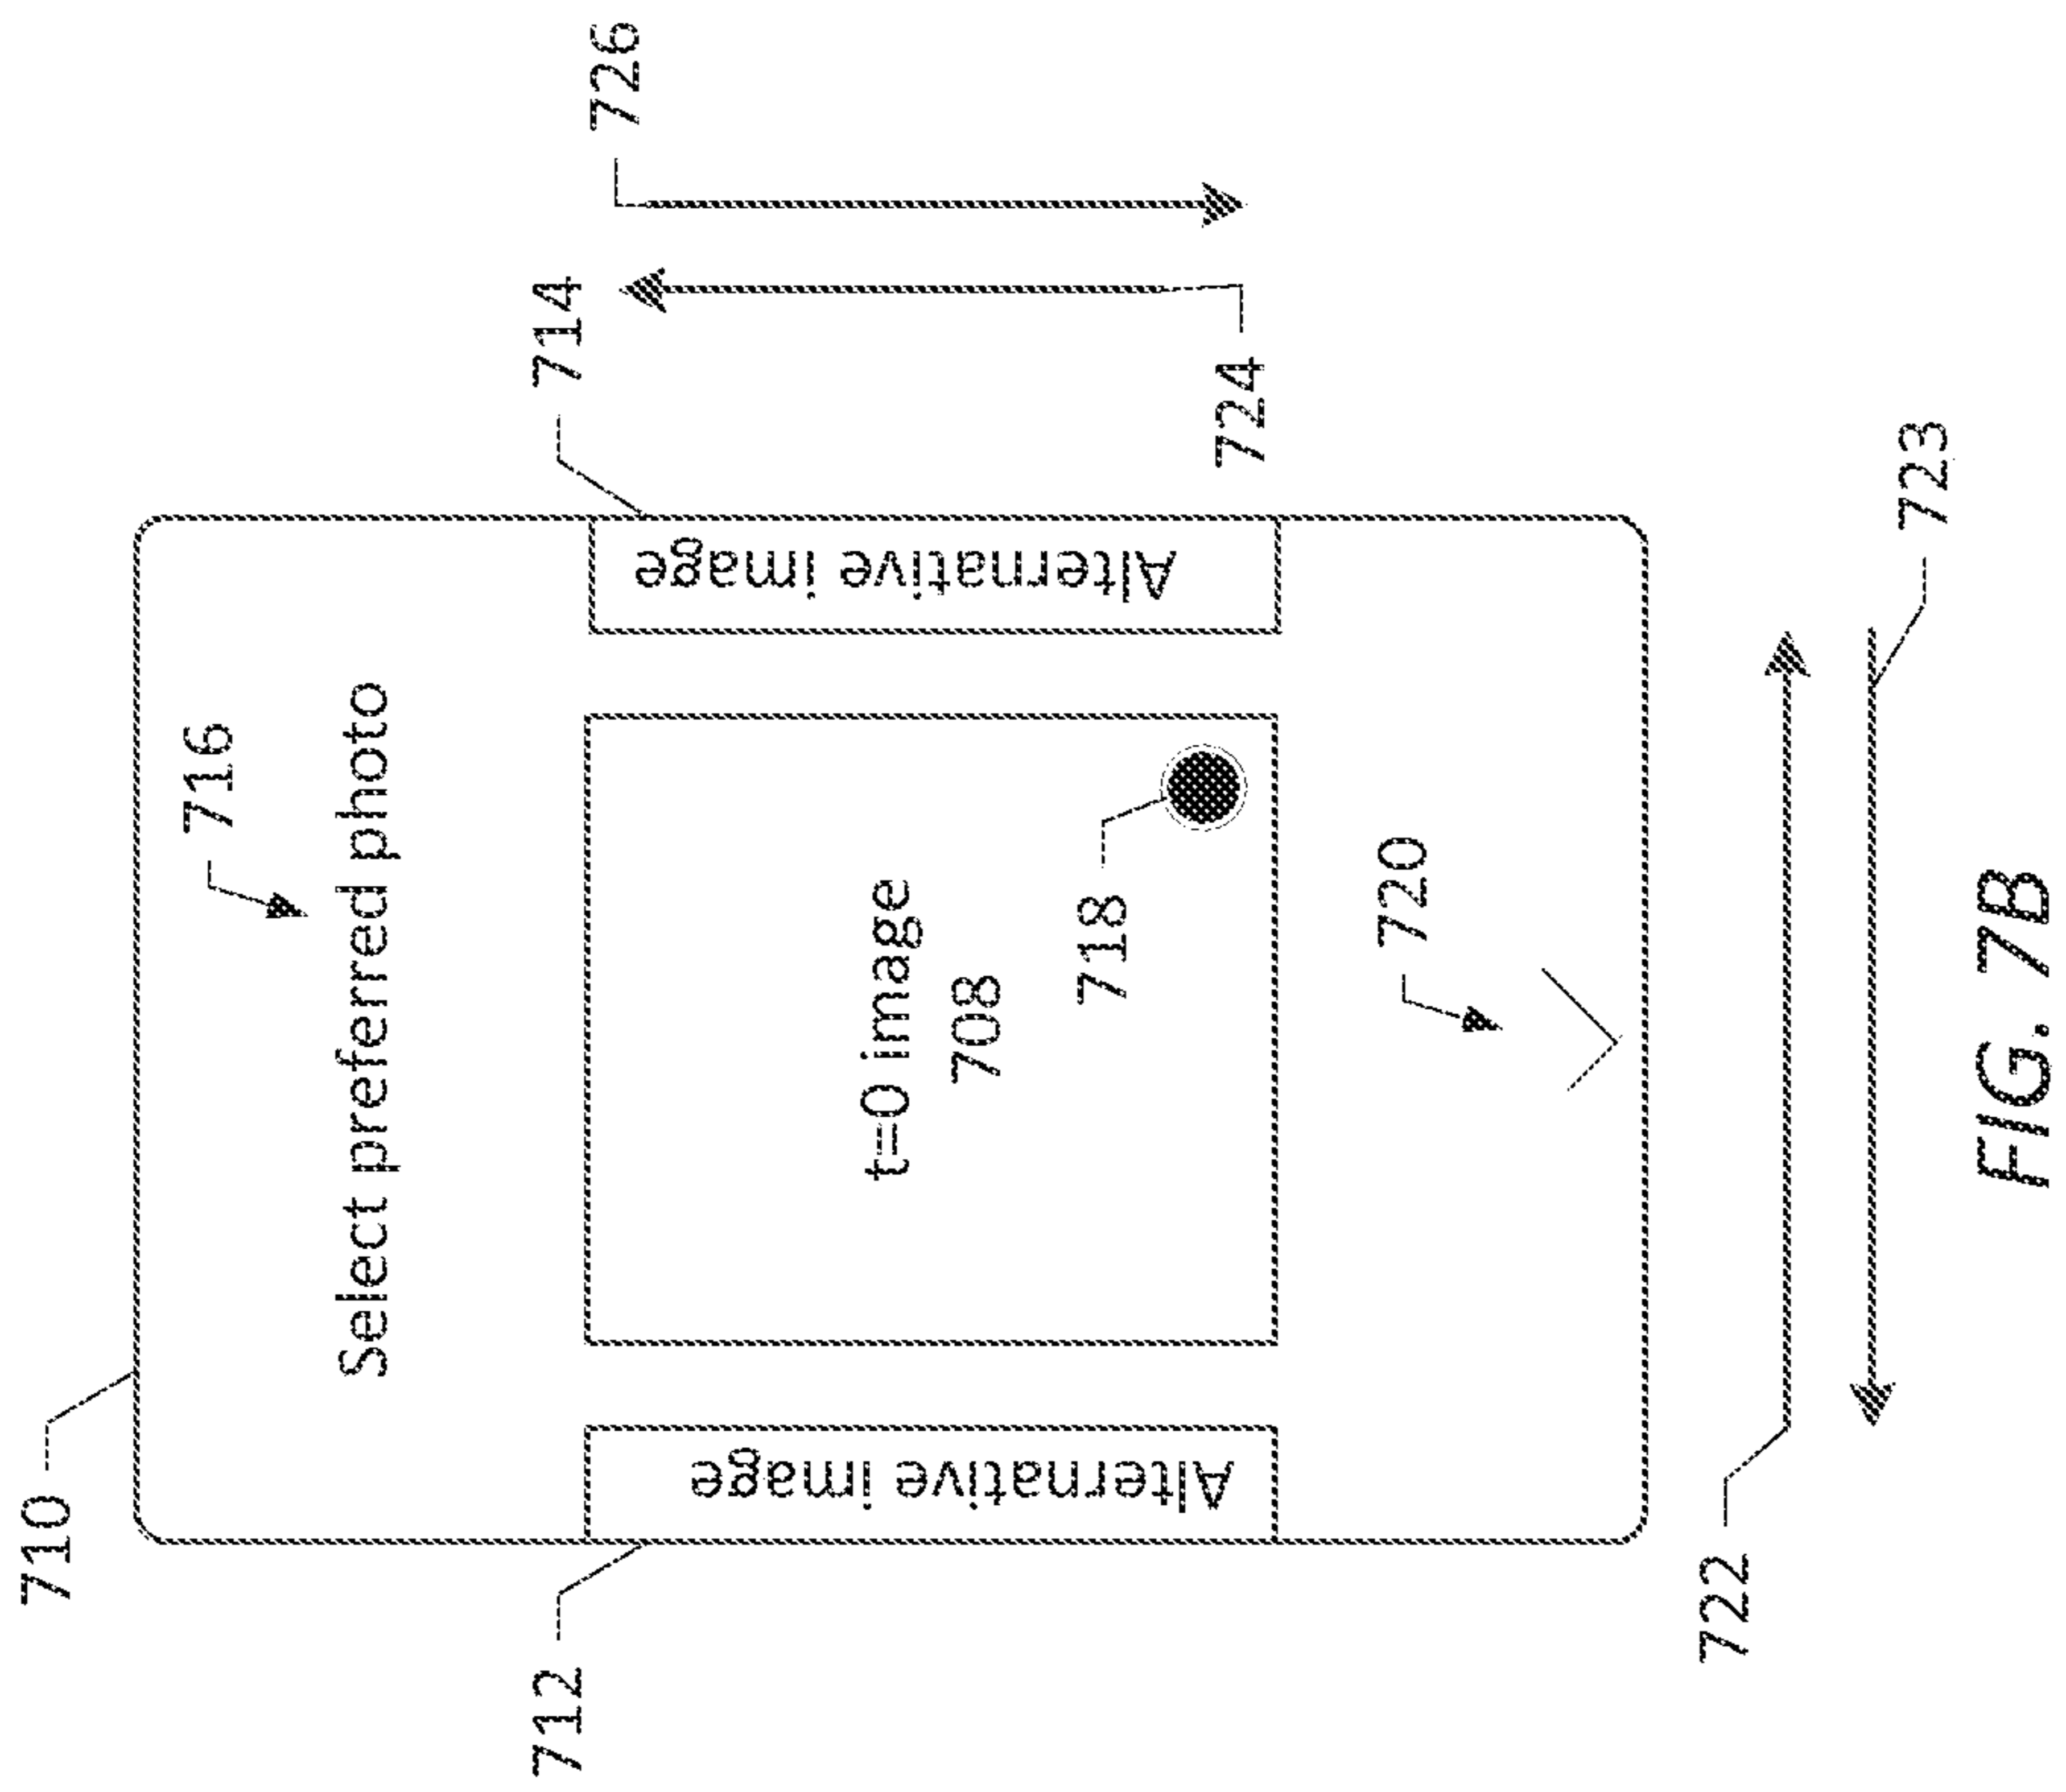 710
716
Select preferred photo
712
714
726
Alternative image
t=0 image
708
718
Alternative image
724
720
722
723
FIG. 7B